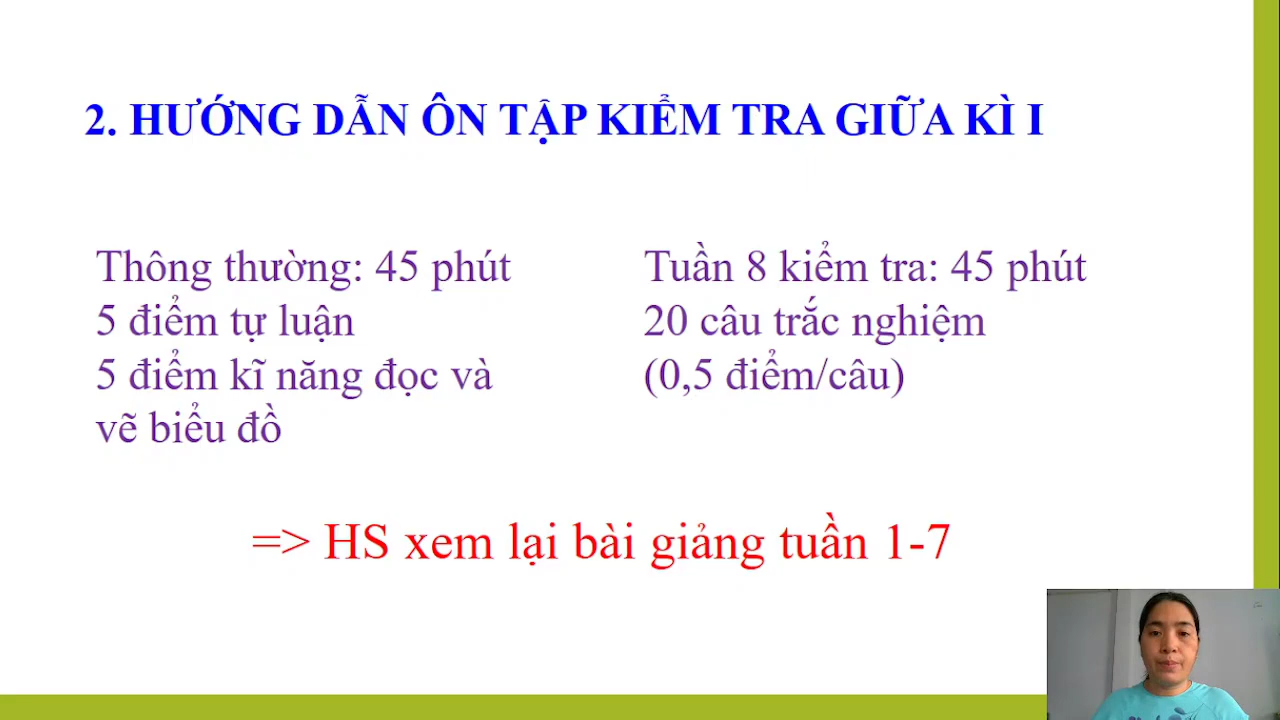 2. HƯỚNG DẪN ÔN TẬP KIỂM TRA GIỮA KÌ I
Thông thường: 45 phút
5 điểm tự luận
5 điểm kĩ năng đọc và
vẽ biểu đồ
Tuần 8 kiểm tra: 45 phút
20 câu trắc nghiệm
(0,5 điểm/câu)
=> HS xem lại bài giảng tuần 1-7